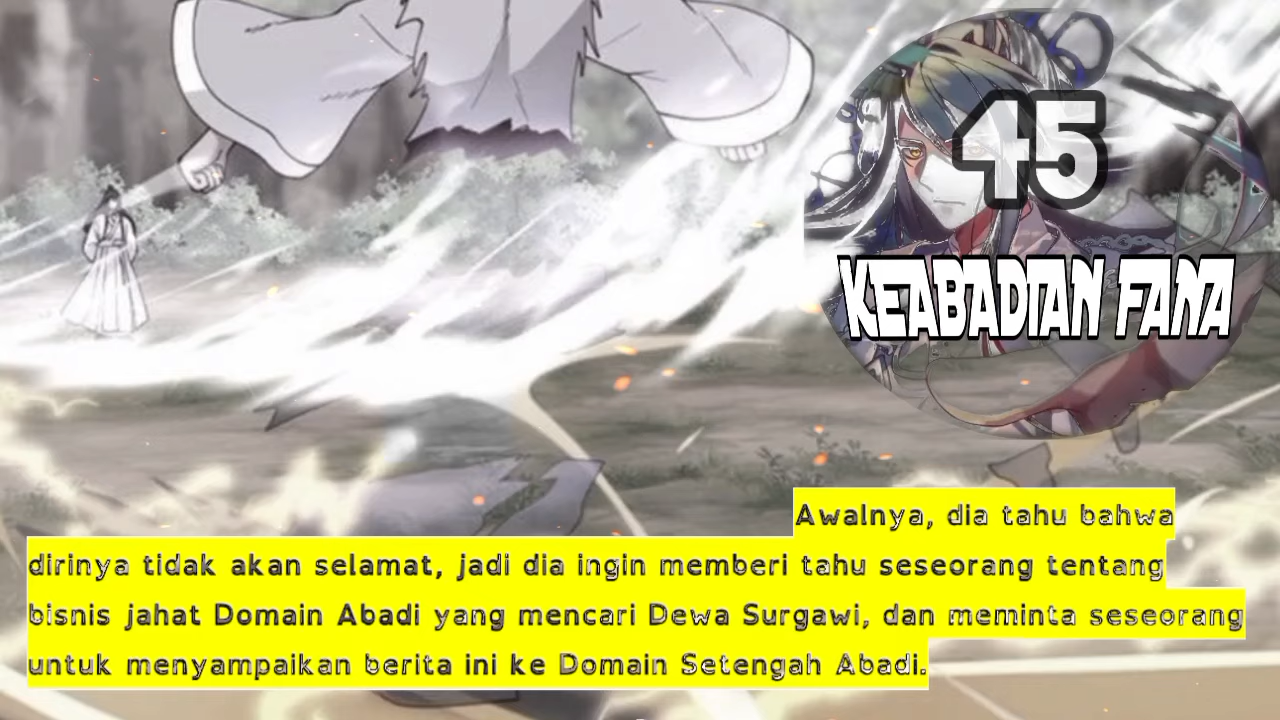 45
KEABADIAN FANA
Awalnya, dia tahu bahwa
dirinya tidak akan selamat, jadi dia ingin memberi tahu seseorang tentang
bisnis jahat Domain Abadi yang mencari Dewa Surgawi, dan meminta seseorang
untuk menyampaikan berita ini ke Domain Setengah Abadi.